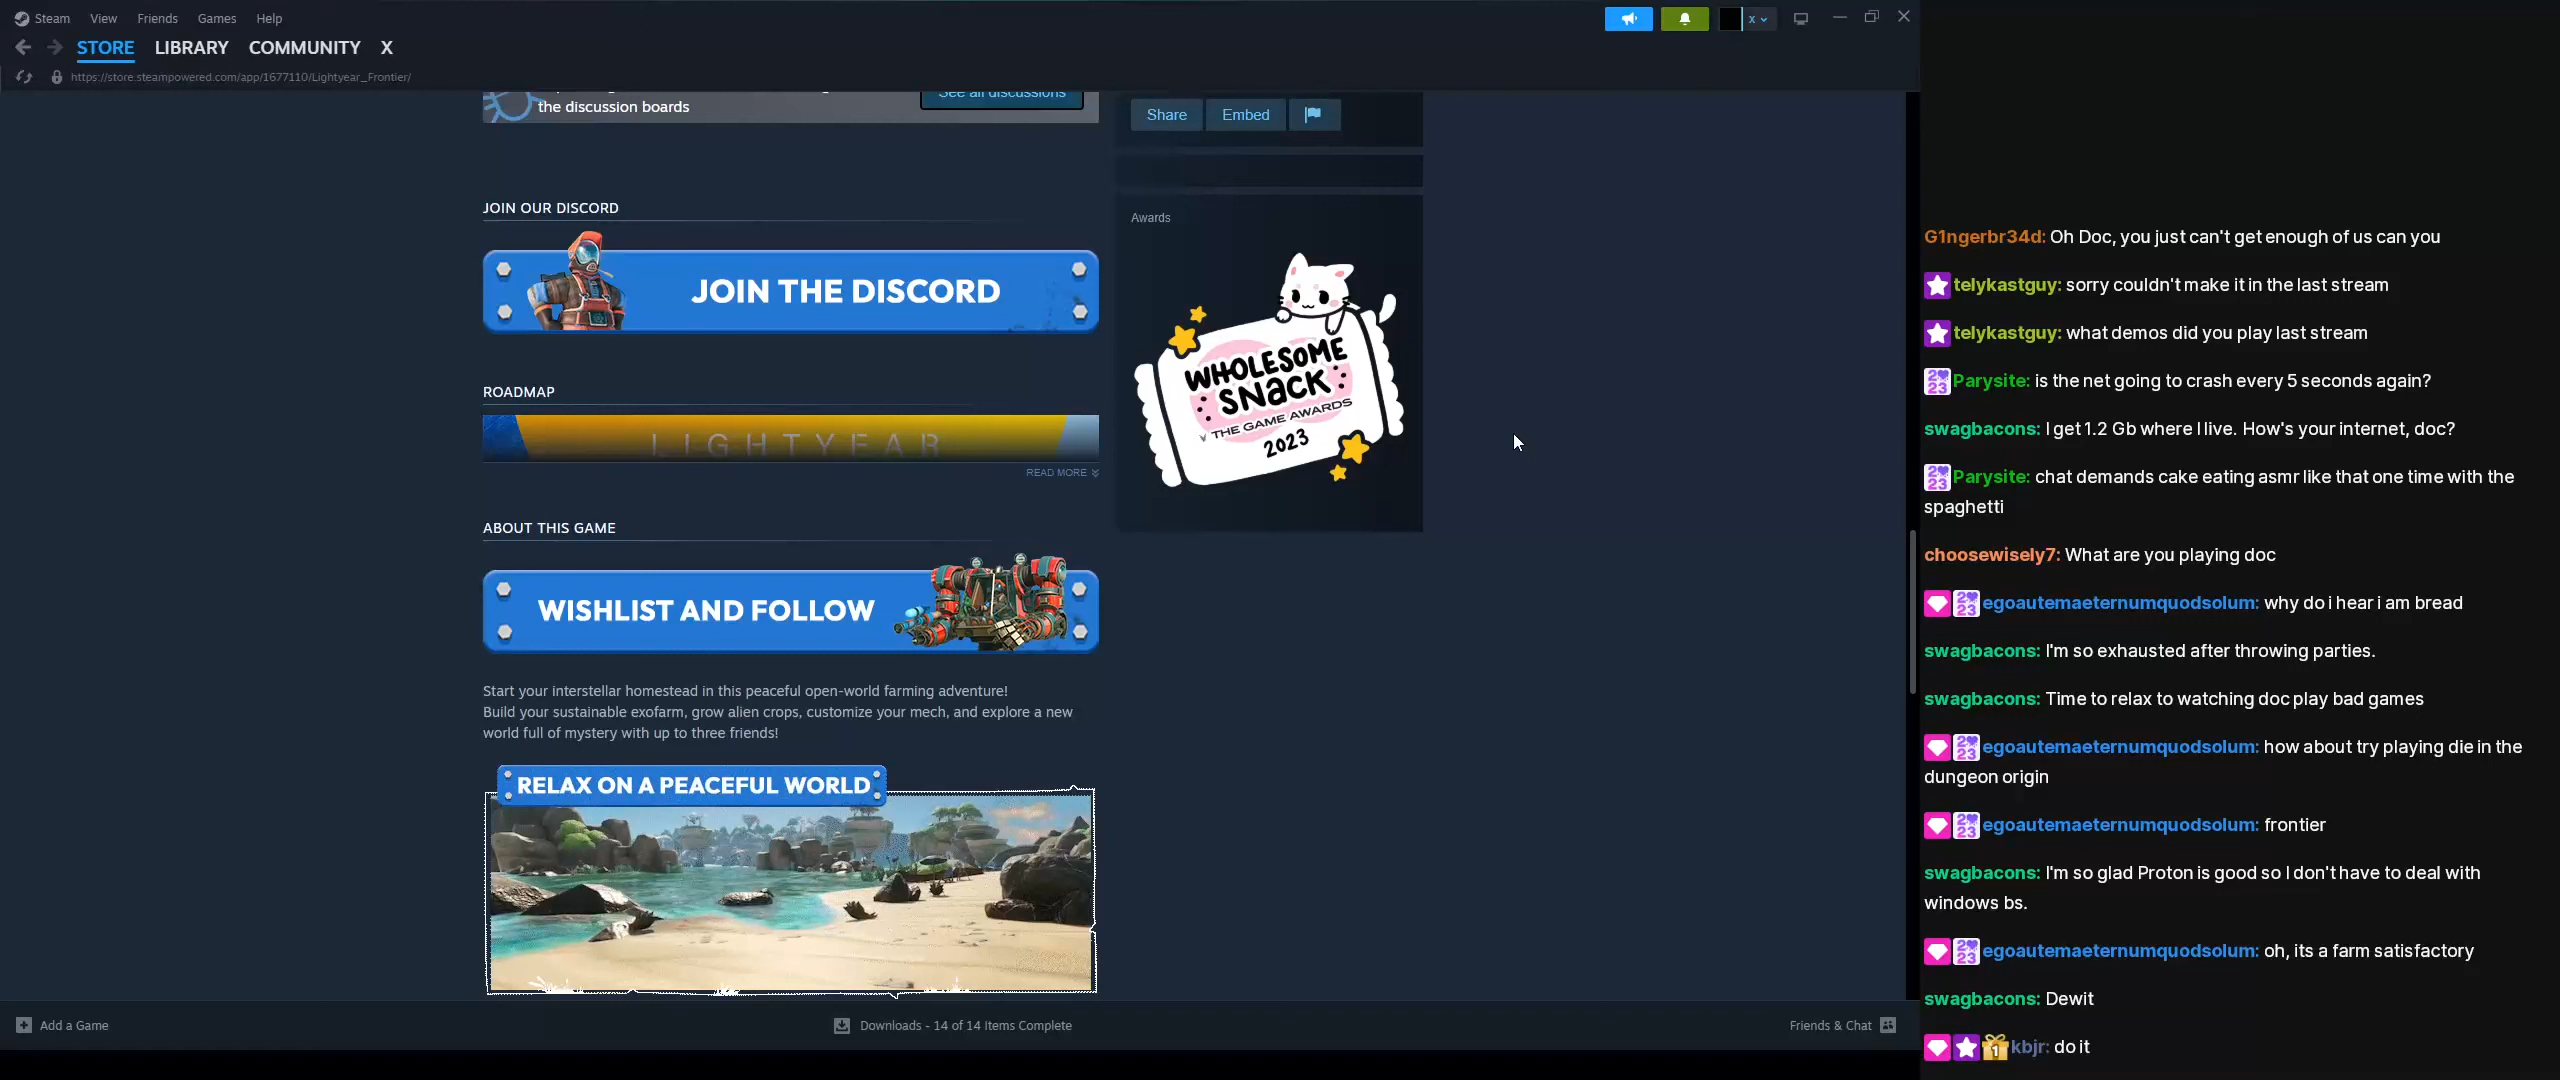 Steam View Friends Games Help
x
STORE LIBRARY COMMUNITY X
https://store.steampowered.com/app/1677110/Lightyear_Frontier/
the discussion boards
See all discussions
Share Embed
JOIN OUR DISCORD
JOIN THE DISCORD
ROADMAP
LIGHTYEAR
READ MORE
ABOUT THIS GAME
WISHLIST AND FOLLOW
Start your interstellar homestead in this peaceful open-world farming adventure!
Build your sustainable exofarm, grow alien crops, customize your mech, and explore a new
world full of mystery with up to three friends!
RELAX ON A PEACEFUL WORLD
Awards
WHOLESOME
SNACK
THE GAME AWARDS
2023
Add a Game
Downloads - 14 of 14 Items Complete
Friends & Chat
G1ngerbr34d: Oh Doc, you just can't get enough of us can you
telykastguy: sorry couldn't make it in the last stream
telykastguy: what demos did you play last stream
Parysite: is the net going to crash every 5 seconds again?
swagbacons: I get 1.2 Gb where I live. How's your internet, doc?
Parysite: chat demands cake eating asmr like that one time with the
spaghetti
choosewisely7: What are you playing doc
egoautemaeternumquodsolum: why do i hear i am bread
swagbacons: I'm so exhausted after throwing parties.
swagbacons: Time to relax to watching doc play bad games
egoautemaeternumquodsolum: how about try playing die in the
dungeon origin
egoautemaeternumquodsolum: frontier
swagbacons: I'm so glad Proton is good so I don't have to deal with
windows bs.
egoautemaeternumquodsolum: oh, its a farm satisfactory
swagbacons: Dewit
kbjr: do it